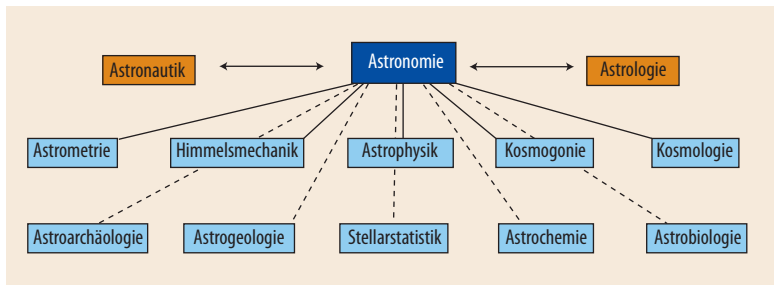 Astronomie
Astronautik
Astrologie
Astrometrie
Himmelsmechanik
Astrophysik
Kosmogonie
Kosmologie
Astroarchäologie
Astrogeologie
Stellarstatistik
Astrochemie
Astrobiologie